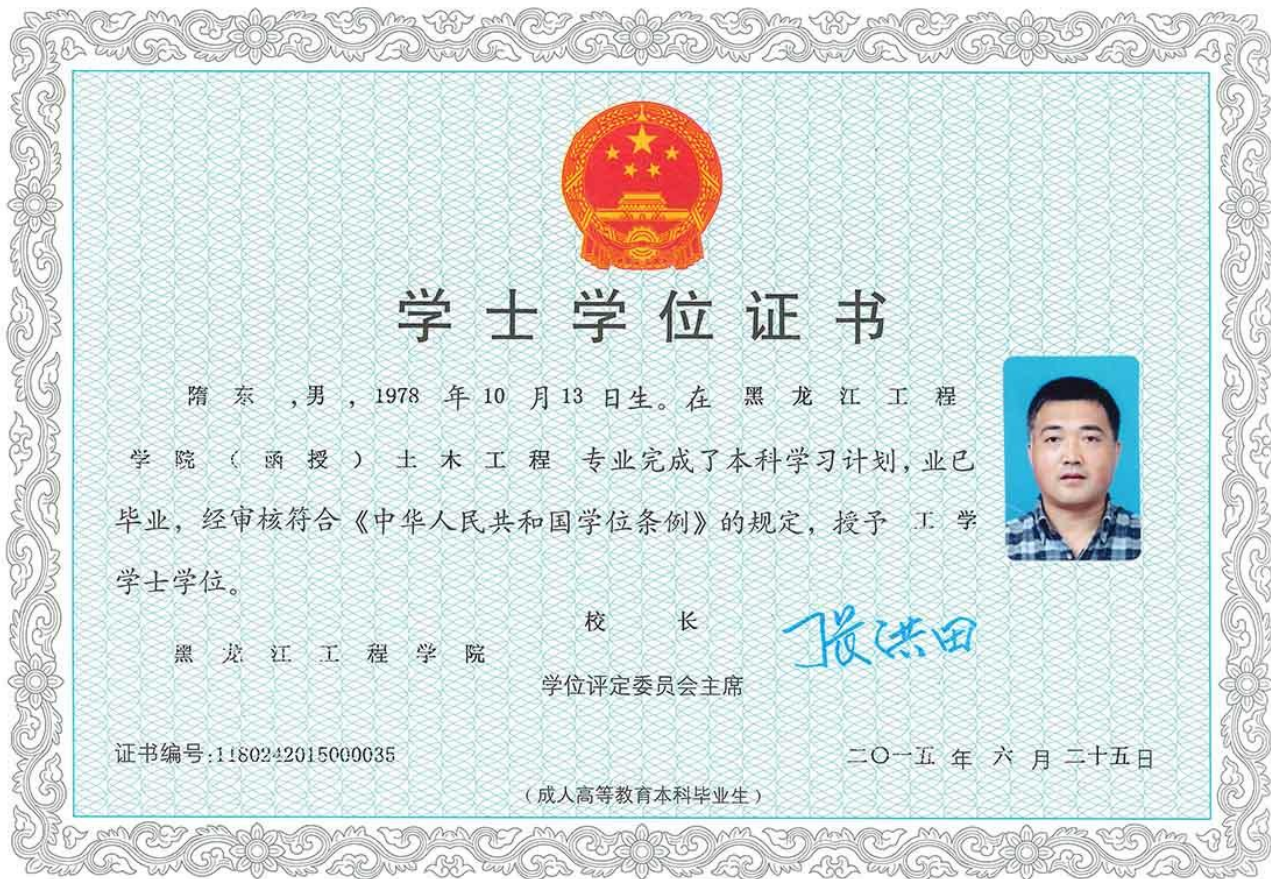 学士学位证书
隋东,男,1978年10月13日生。在黑龙江工程
学院(函授)土木工程 专业完成了本科学习计划,业已
毕业,经审核符合《中华人民共和国学位条例》的规定,授予 工学
学士学位。
校长 张洪田
黑龙江工程学院
学位评定委员会主席
证书编号:1180242015000035
二〇一五年六月二十五日
(成人高等教育本科毕业生)